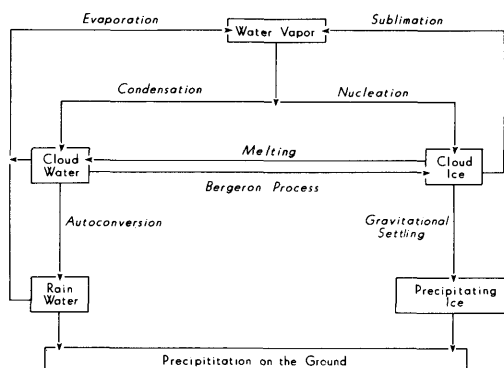 Evaporation
Sublimation
Water Vapor
Condensation
Nucleation
Cloud
Water
Melting
Bergeron Process
Cloud
Ice
Autoconversion
Gravitational
Settling
Rain
Water
Precipitating
Ice
Precipititation on the Ground